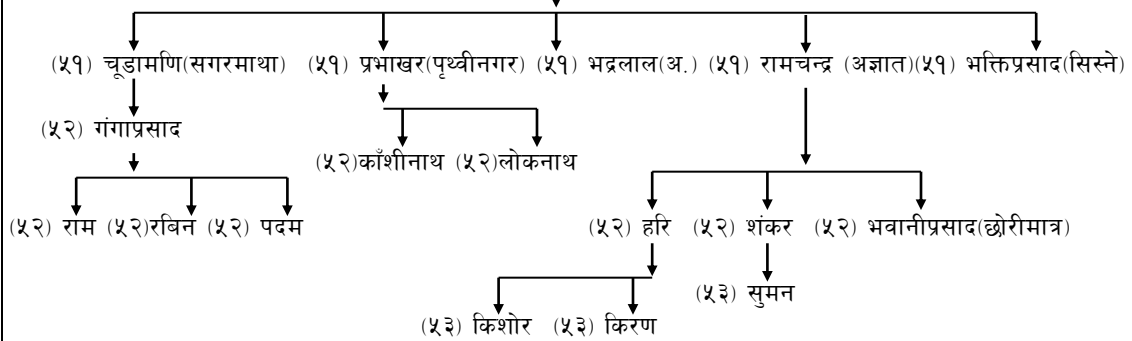 (५१) चूडामणि(सगरमाथा) (५१) प्रभाखर(पृथ्वीनगर) (५१) भद्रलाल(अ.) (५१) रामचन्द्र (अज्ञात)(५१) भक्तिप्रसाद(सिस्ने)
(५२) गंगाप्रसाद
(५२)काँशीनाथ (५२)लोकनाथ
(५२) राम (५२)रबिन (५२) पदम (५२) हरि (५२) शंकर (५२) भवानीप्रसाद(छोरीमात्र)
(५३) सुमन
(५३) किशोर (५३) किरण